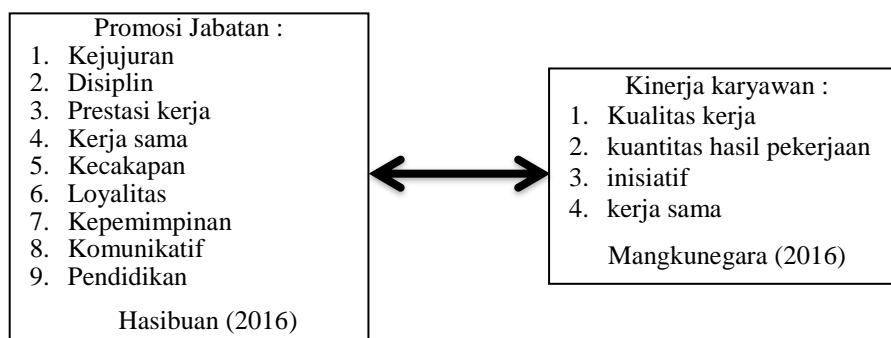 Promosi Jabatan :
1. Kejujuran
2. Disiplin
3. Prestasi kerja
4. Kerja sama
5. Kecakapan
6. Loyalitas
7. Kepemimpinan
8. Komunikatif
9. Pendidikan
Hasibuan (2016)
Kinerja karyawan :
1. Kualitas kerja
2. kuantitas hasil pekerjaan
3. inisiatif
4. kerja sama
Mangkunegara (2016)